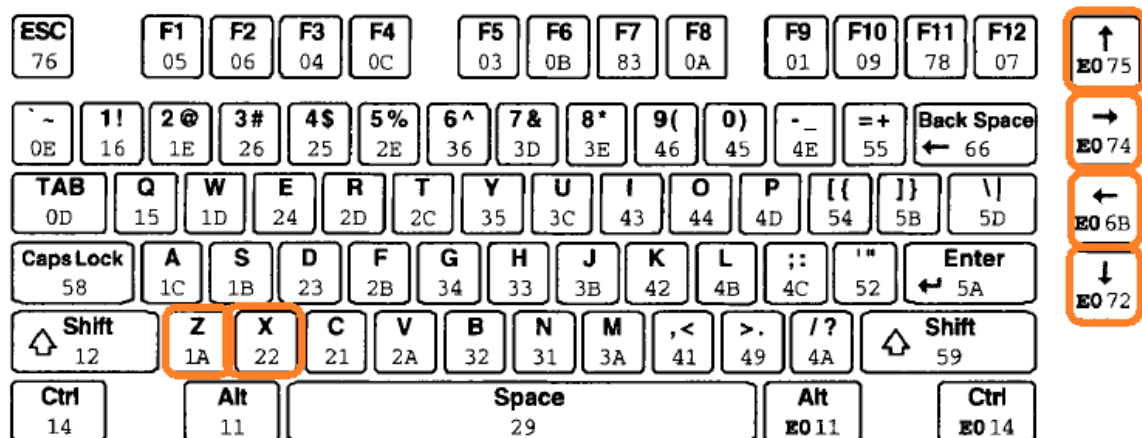 ESC F1 F2 F3 F4 F5 F6 F7 F8 F9 F10 F11 F12 ↑
76 05 06 04 0C 03 0B 83 0A 01 09 78 07 E0 75
` ~ 1! 2 @ 3 # 4 $ 5 % 6 ^ 7 & 8 * 9 ( 0 ) - _ = + Back Space →
0E 16 1E 26 25 2E 36 3D 3E 46 45 4E 55 ← 66 E0 74
TAB Q W E R T Y U I O P [ { ] } \ | ←
0D 15 1D 24 2D 2C 35 3C 43 44 4D 54 5B 5D E0 6B
Caps Lock A S D F G H J K L ; : ' " Enter ↓
58 1C 1B 23 2B 34 33 3B 42 4B 4C 52 ↵ 5A E0 72
Shift Z X C V B N M , < > . / ? Shift
12 1A 22 21 2A 32 31 3A 41 49 4A 59
Ctrl Alt Space Alt Ctrl
14 11 29 E0 11 E0 14